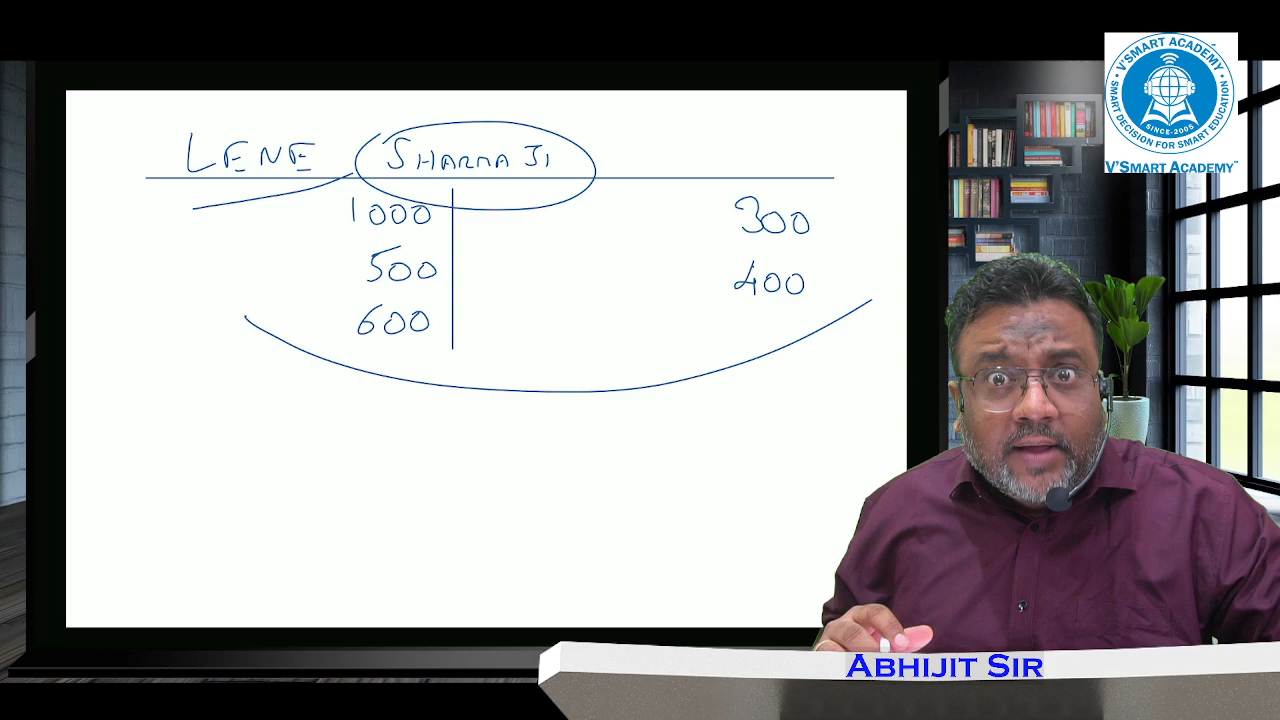 LENE SHARMA JI
1000 300
500 400
600
V'SMART ACADEMY
SMART DECISION FOR SMART EDUCATION
SINCE-2005
V'SMART ACADEMY™
ABHIJIT SIR